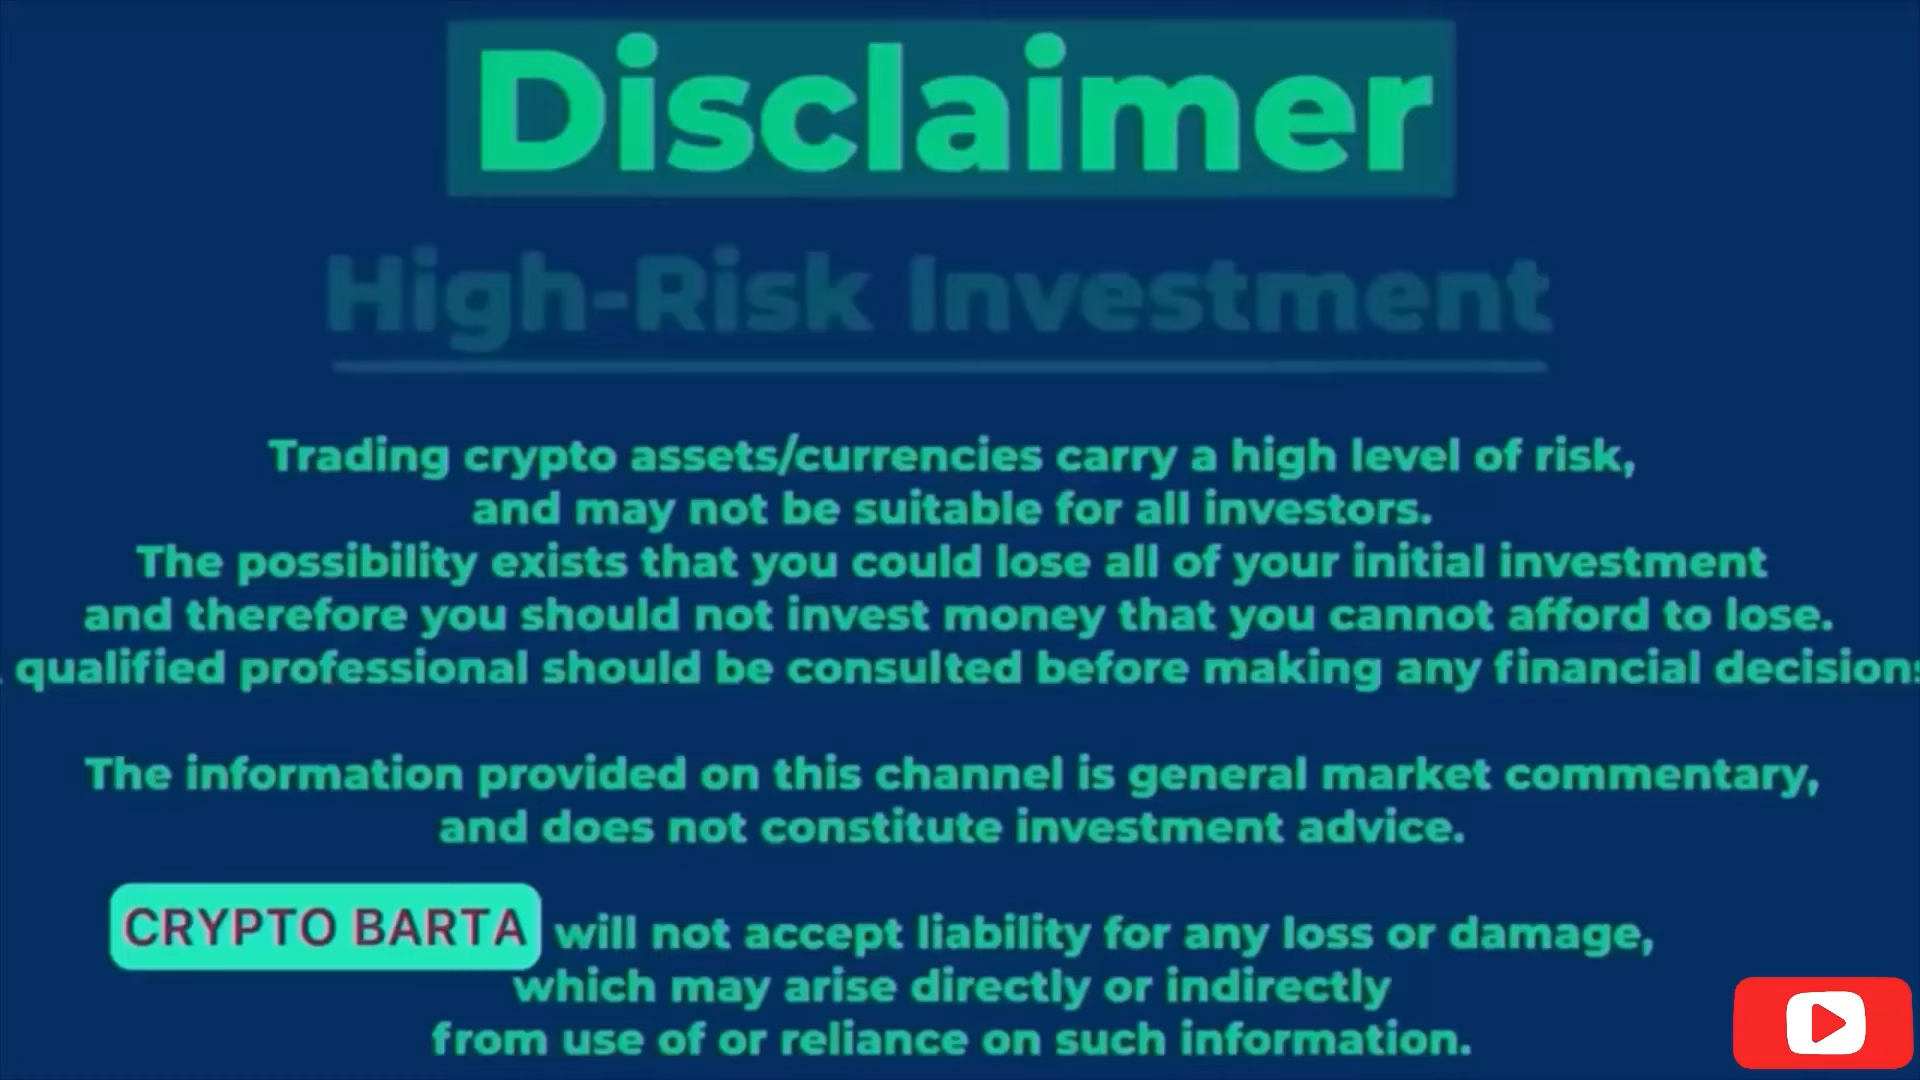 Disclaimer
High-Risk Investment
Trading crypto assets/currencies carry a high level of risk,
and may not be suitable for all investors.
The possibility exists that you could lose all of your initial investment
and therefore you should not invest money that you cannot afford to lose.
qualified professional should be consulted before making any financial decisions
The information provided on this channel is general market commentary,
and does not constitute investment advice.
CRYPTO BARTA will not accept liability for any loss or damage,
which may arise directly or indirectly
from use of or reliance on such information.